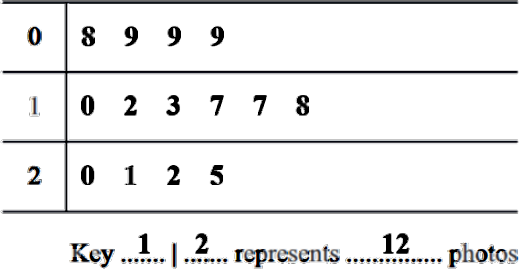 0 | 8 9 9 9
1 | 0 2 3 7 7 8
2 | 0 1 2 5
Key ...1... | ...2... represents ......12...... photos